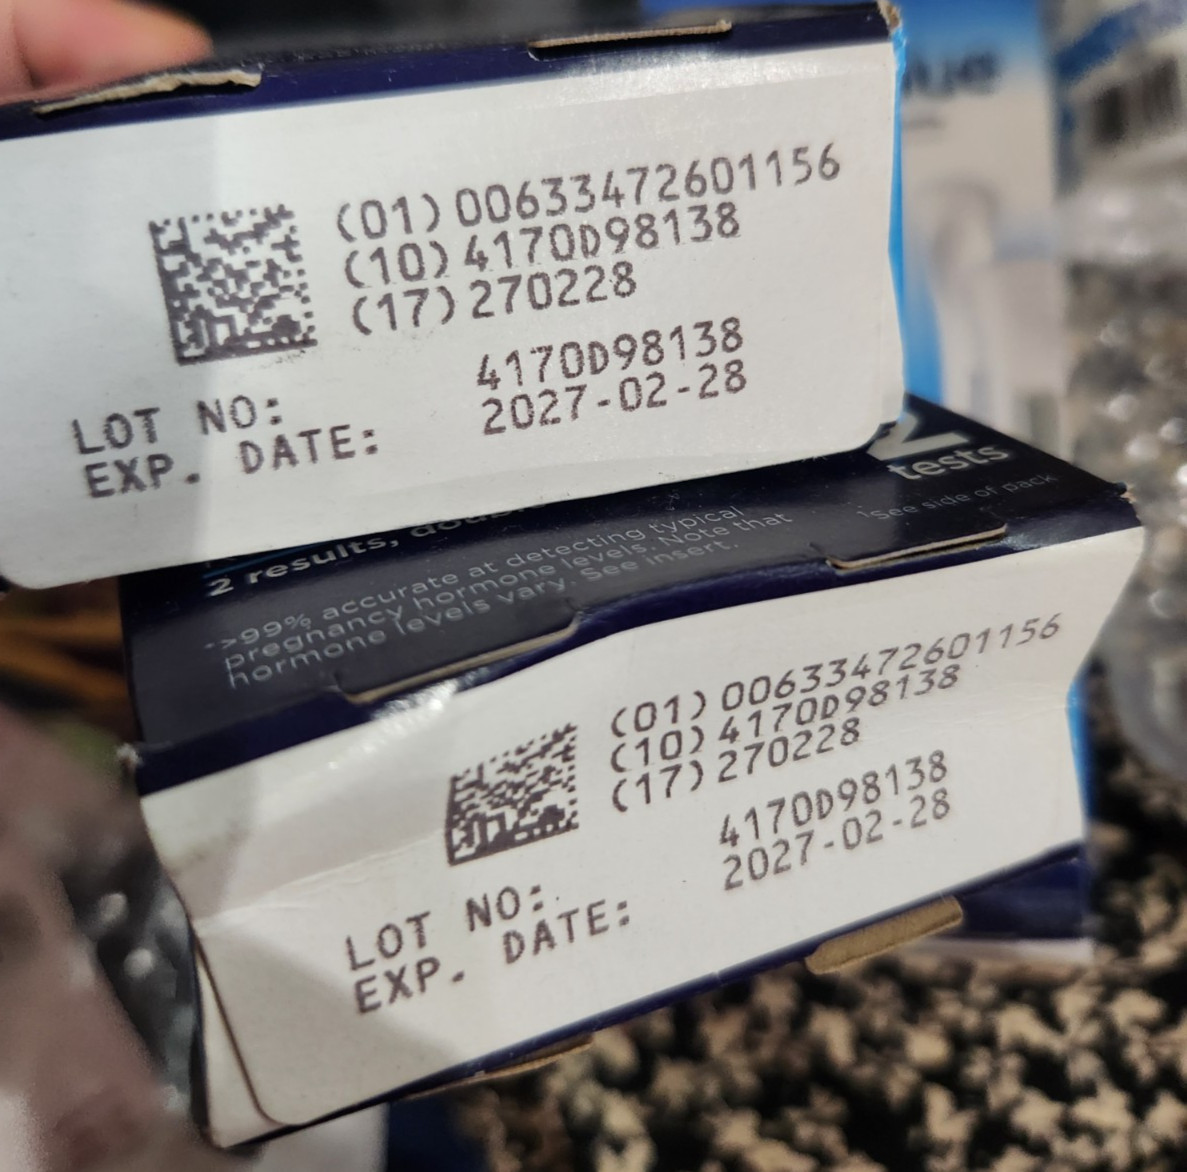 (01)00633472601156
(10)4170D98138
(17)270228
4170D98138
2027-02-28
LOT NO:
EXP. DATE:
2
tests
¹See side of pack
2 results,
->99% accurate at detecting typical
pregnancy hormone levels. Note that
hormone levels vary. See insert.
(01)00633472601156
(10)4170D98138
(17)270228
4170D98138
2027-02-28
LOT NO:
EXP. DATE: